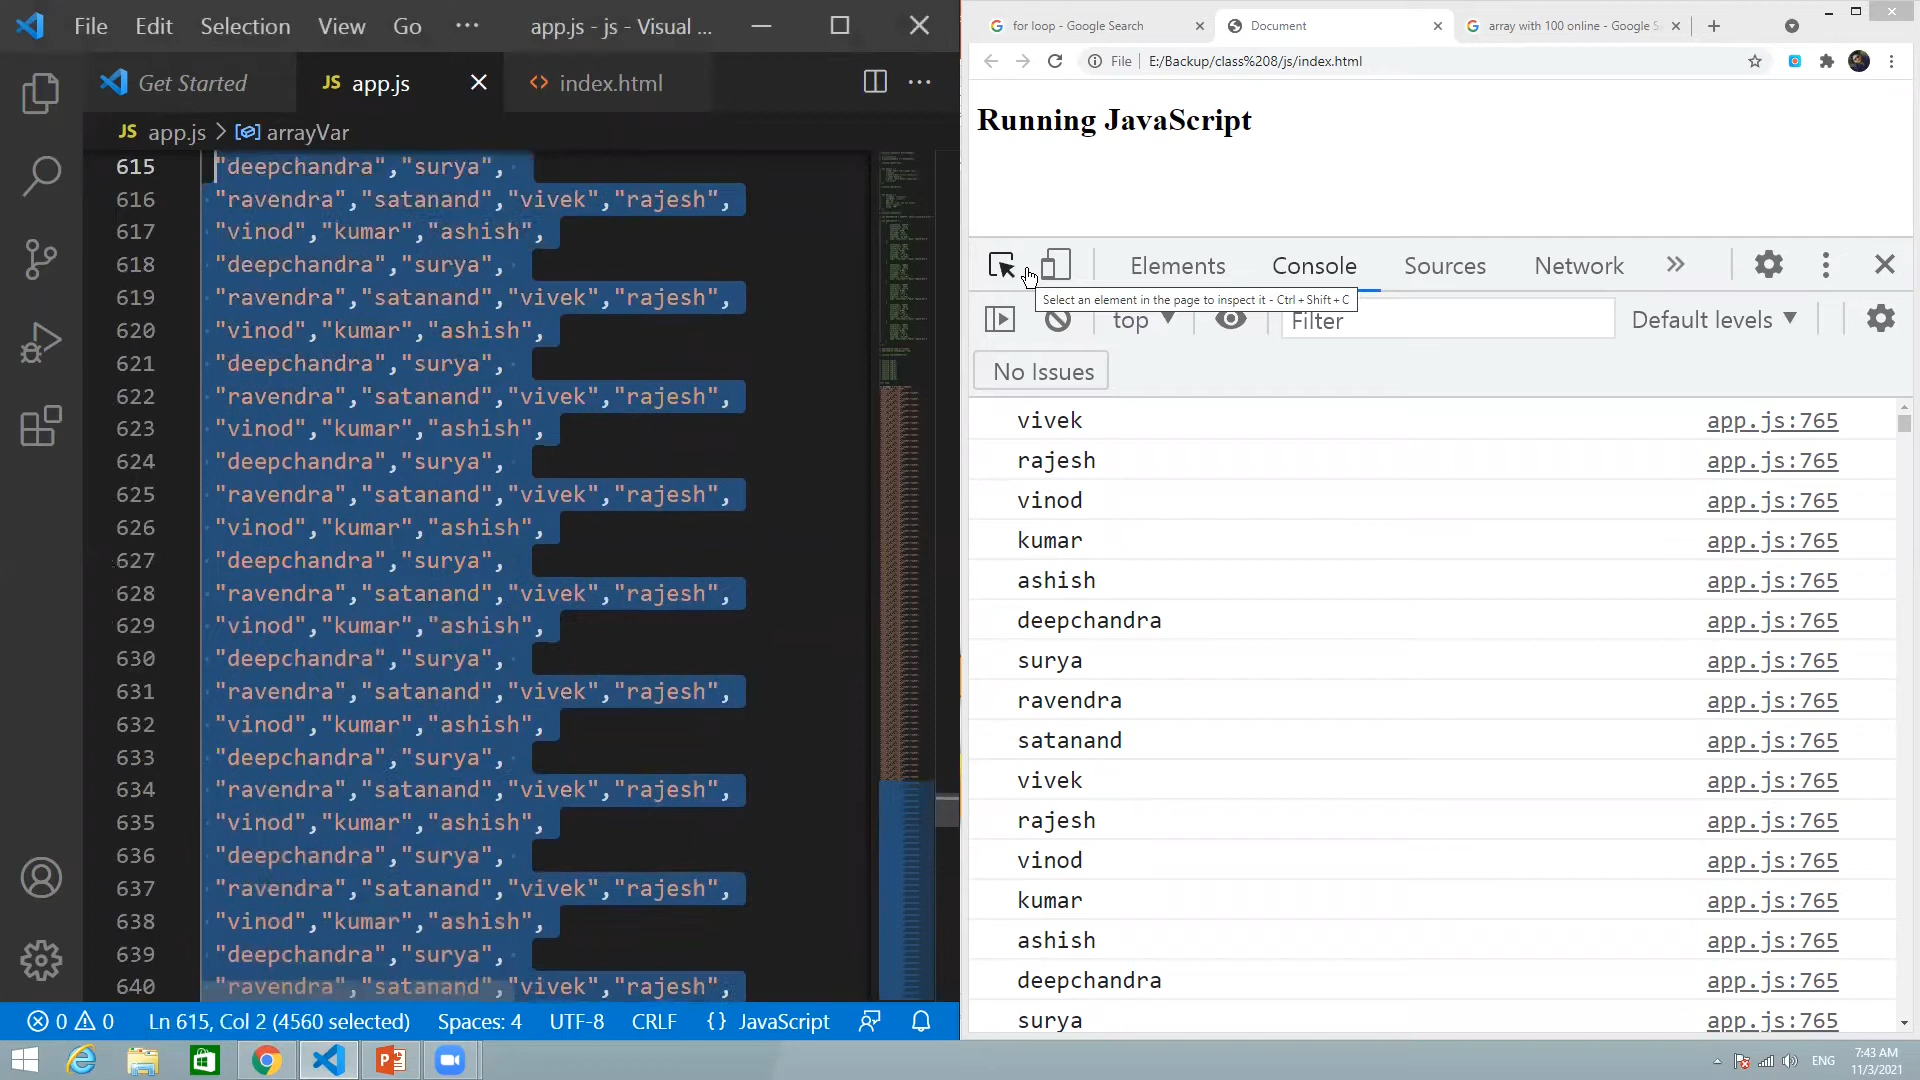 File Edit Selection View Go ··· app.js - js - Visual ...
Get Started
JS app.js
<> index.html
JS app.js > arrayVar
615 "deepchandra","surya",
616 "ravendra","satanand","vivek","rajesh",
617 "vinod","kumar","ashish",
618 "deepchandra","surya",
619 "ravendra","satanand","vivek","rajesh",
620 "vinod","kumar","ashish",
621 "deepchandra","surya",
622 "ravendra","satanand","vivek","rajesh",
623 "vinod","kumar","ashish",
624 "deepchandra","surya",
625 "ravendra","satanand","vivek","rajesh",
626 "vinod","kumar","ashish",
627 "deepchandra","surya",
628 "ravendra","satanand","vivek","rajesh",
629 "vinod","kumar","ashish",
630 "deepchandra","surya",
631 "ravendra","satanand","vivek","rajesh",
632 "vinod","kumar","ashish",
633 "deepchandra","surya",
634 "ravendra","satanand","vivek","rajesh",
635 "vinod","kumar","ashish",
636 "deepchandra","surya",
637 "ravendra","satanand","vivek","rajesh",
638 "vinod","kumar","ashish",
639 "deepchandra","surya",
640 "ravendra","satanand","vivek","rajesh",
0 0 Ln 615, Col 2 (4560 selected) Spaces: 4 UTF-8 CRLF {} JavaScript
for loop - Google Search
Document
array with 100 online - Google S
File | E:/Backup/class%208/js/index.html
Running JavaScript
Elements Console Sources Network »
Select an element in the page to inspect it - Ctrl + Shift + C
top Filter Default levels
No Issues
vivek app.js:765
rajesh app.js:765
vinod app.js:765
kumar app.js:765
ashish app.js:765
deepchandra app.js:765
surya app.js:765
ravendra app.js:765
satanand app.js:765
vivek app.js:765
rajesh app.js:765
vinod app.js:765
kumar app.js:765
ashish app.js:765
deepchandra app.js:765
surya app.js:765
ENG
7:43 AM
11/3/2021